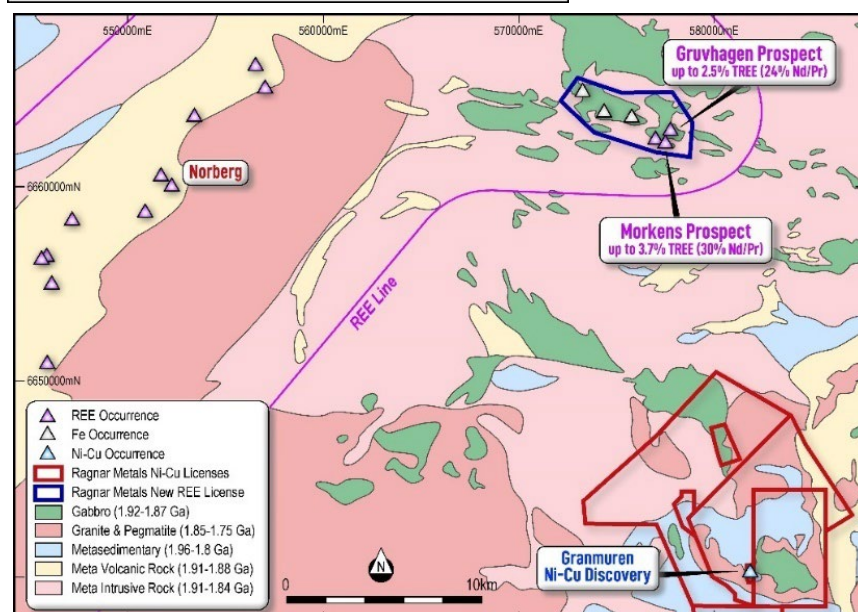 550000mE
560000mE
570000mE
580000mE
Gruvhagen Prospect
up to 2.5% TREE (24% Nd/Pr)
Norberg
6660000mN
Morkens Prospect
up to 3.7% TREE (30% Nd/Pr)
REE Line
6650000mN
REE Occurrence
Fe Occurrence
Ni-Cu Occurrence
Ragnar Metals Ni-Cu Licenses
Ragnar Metals New REE License
Gabbro (1.92-1.87 Ga)
Granite & Pegmatite (1.85-1.75 Ga)
Metasedimentary (1.96-1.8 Ga)
Meta Volcanic Rock (1.91-1.88 Ga)
Meta Intrusive Rock (1.91-1.84 Ga)
N
0
10km
Granmuren
Ni-Cu Discovery